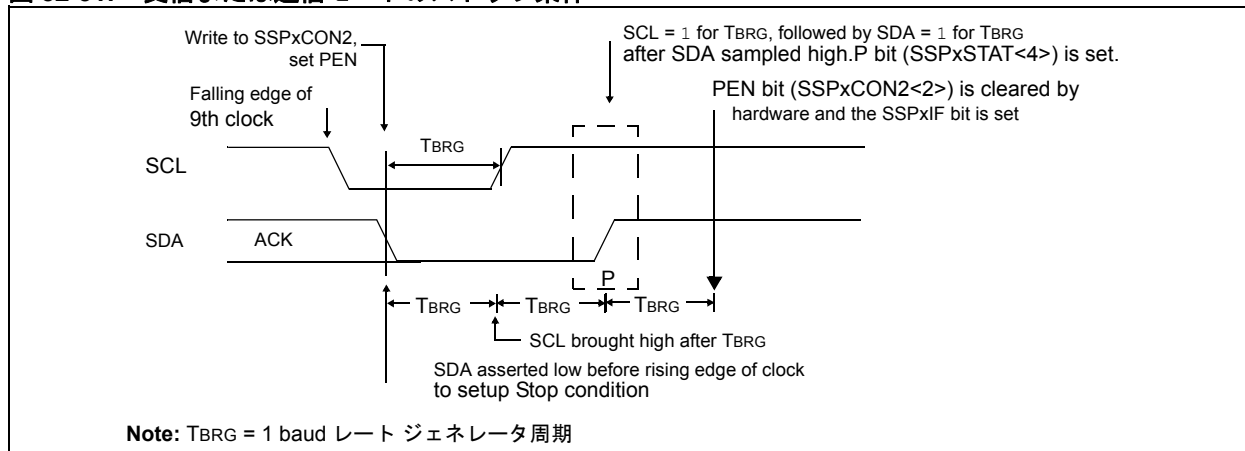 Write to SSPxCON2,
set PEN
SCL = 1 for TBRG, followed by SDA = 1 for TBRG
after SDA sampled high.P bit (SSPxSTAT<4>) is set.
Falling edge of
9th clock
PEN bit (SSPxCON2<2>) is cleared by
hardware and the SSPxIF bit is set
TBRG
SCL
SDA
ACK
P
TBRG
TBRG
TBRG
SCL brought high after TBRG
SDA asserted low before rising edge of clock
to setup Stop condition
Note: TBRG = 1 baud レート ジェネレータ周期